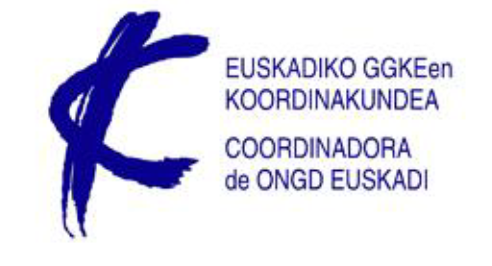 EUSKADIKO GGKEen
KOORDINAKUNDEA
COORDINADORA
de ONGD EUSKADI